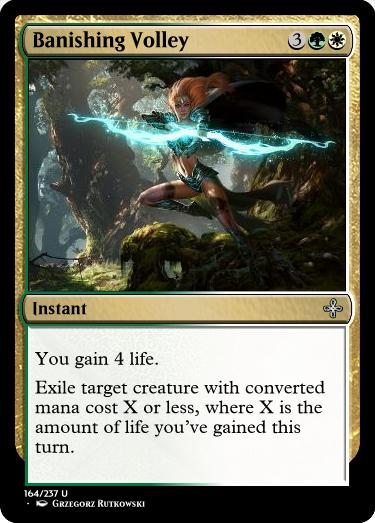 Banishing Volley 3
Instant
You gain 4 life.
Exile target creature with converted
mana cost X or less, where X is the
amount of life you've gained this
turn.
164/237 U
· GRZEGORZ RUTKOWSKI